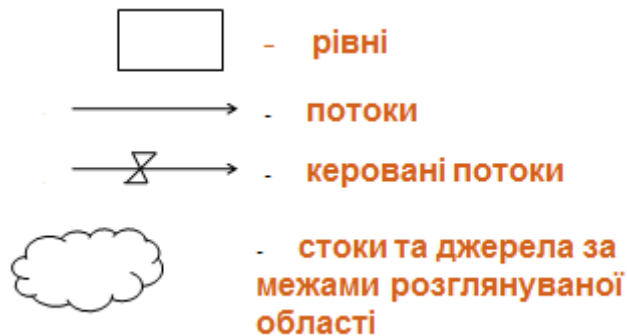 - рівні
- потоки
- керовані потоки
- стоки та джерела за
межами розглянуваної
області